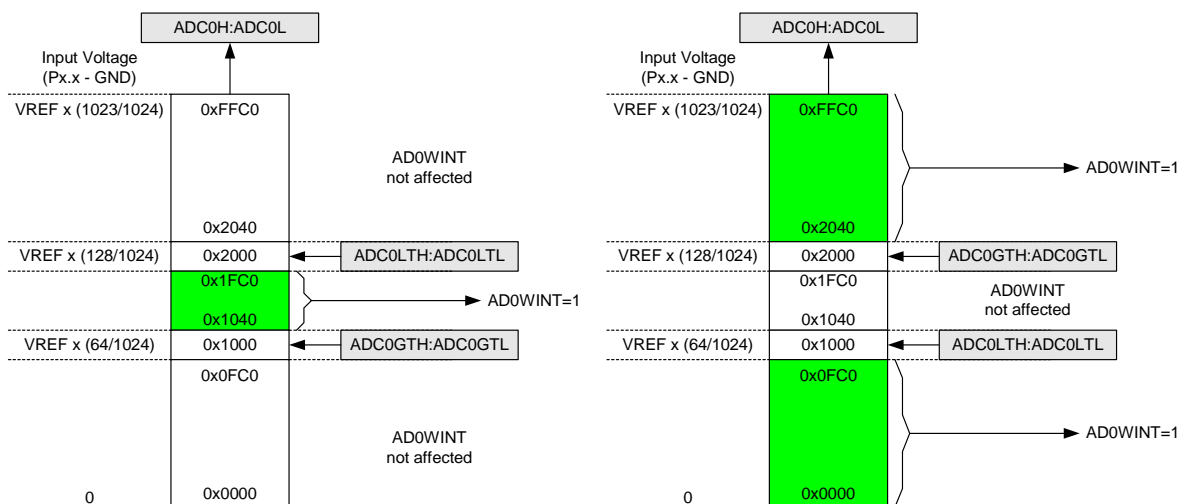 ADC0H:ADC0L
Input Voltage
(Px.x - GND)
VREF x (1023/1024)
0xFFC0
AD0WINT
not affected
0x2040
VREF x (128/1024)
0x2000
ADC0LTH:ADC0LTL
0x1FC0
AD0WINT=1
0x1040
VREF x (64/1024)
0x1000
ADC0GTH:ADC0GTL
0x0FC0
AD0WINT
not affected
0
0x0000
ADC0H:ADC0L
Input Voltage
(Px.x - GND)
VREF x (1023/1024)
0xFFC0
AD0WINT=1
0x2040
VREF x (128/1024)
0x2000
ADC0GTH:ADC0GTL
0x1FC0
AD0WINT
not affected
0x1040
VREF x (64/1024)
0x1000
ADC0LTH:ADC0LTL
0x0FC0
AD0WINT=1
0
0x0000